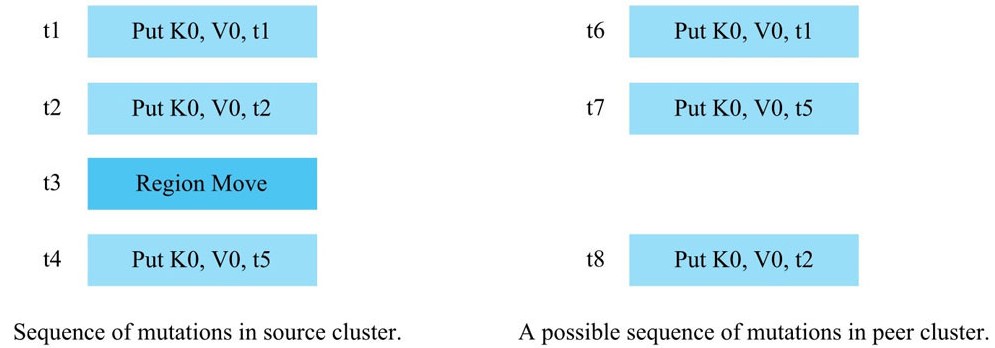 t1 Put K0, V0, t1
t2 Put K0, V0, t2
t3 Region Move
t4 Put K0, V0, t5
Sequence of mutations in source cluster.
t6 Put K0, V0, t1
t7 Put K0, V0, t5
t8 Put K0, V0, t2
A possible sequence of mutations in peer cluster.